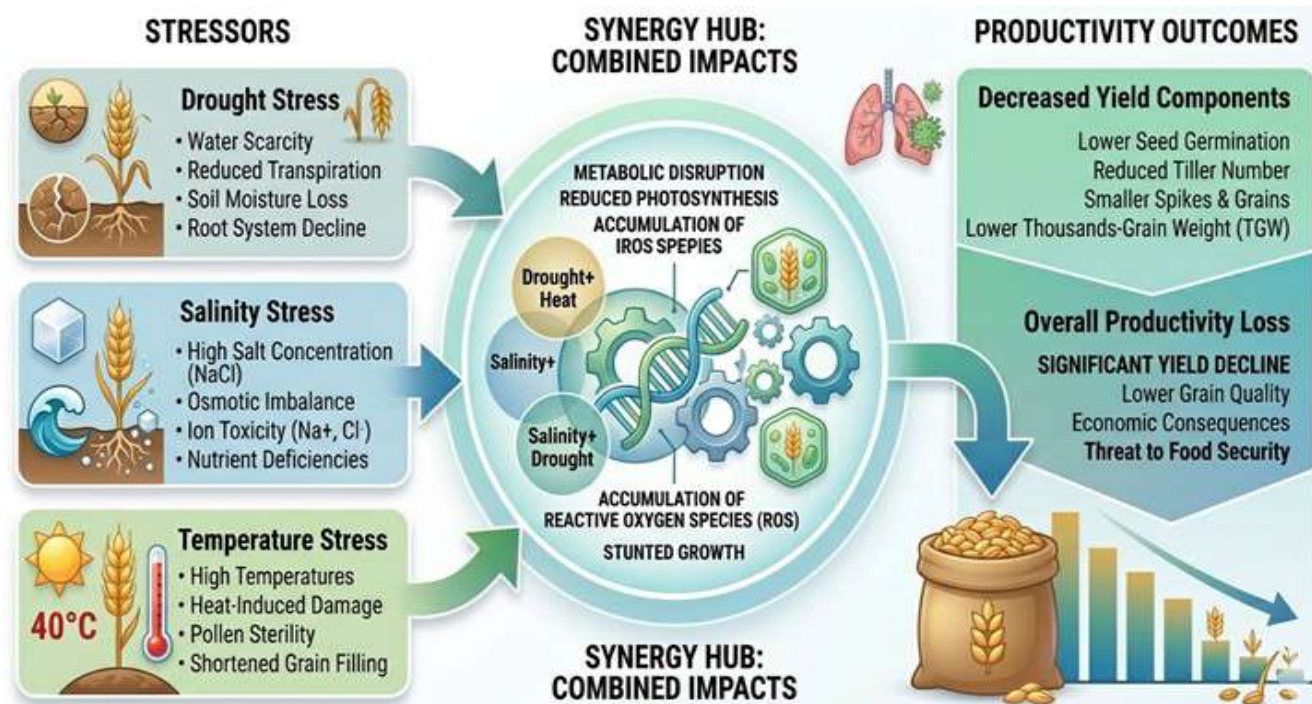 STRESSORS
Drought Stress
• Water Scarcity
• Reduced Transpiration
• Soil Moisture Loss
• Root System Decline
Salinity Stress
• High Salt Concentration
(NaCl)
• Osmotic Imbalance
• Ion Toxicity (Na+, Cl-)
• Nutrient Deficiencies
40°C
Temperature Stress
• High Temperatures
• Heat-Induced Damage
• Pollen Sterility
• Shortened Grain Filling
SYNERGY HUB:
COMBINED IMPACTS
METABOLIC DISRUPTION
REDUCED PHOTOSYNTHESIS
ACCUMULATION OF
IROS SPEPIES
Drought+
Heat
Salinity+
Salinity+
Drought
ACCUMULATION OF
REACTIVE OXYGEN SPECIES (ROS)
STUNTED GROWTH
SYNERGY HUB:
COMBINED IMPACTS
PRODUCTIVITY OUTCOMES
Decreased Yield Components
Lower Seed Germination
Reduced Tiller Number
Smaller Spikes & Grains
Lower Thousands-Grain Weight (TGW)
Overall Productivity Loss
SIGNIFICANT YIELD DECLINE
Lower Grain Quality
Economic Consequences
Threat to Food Security